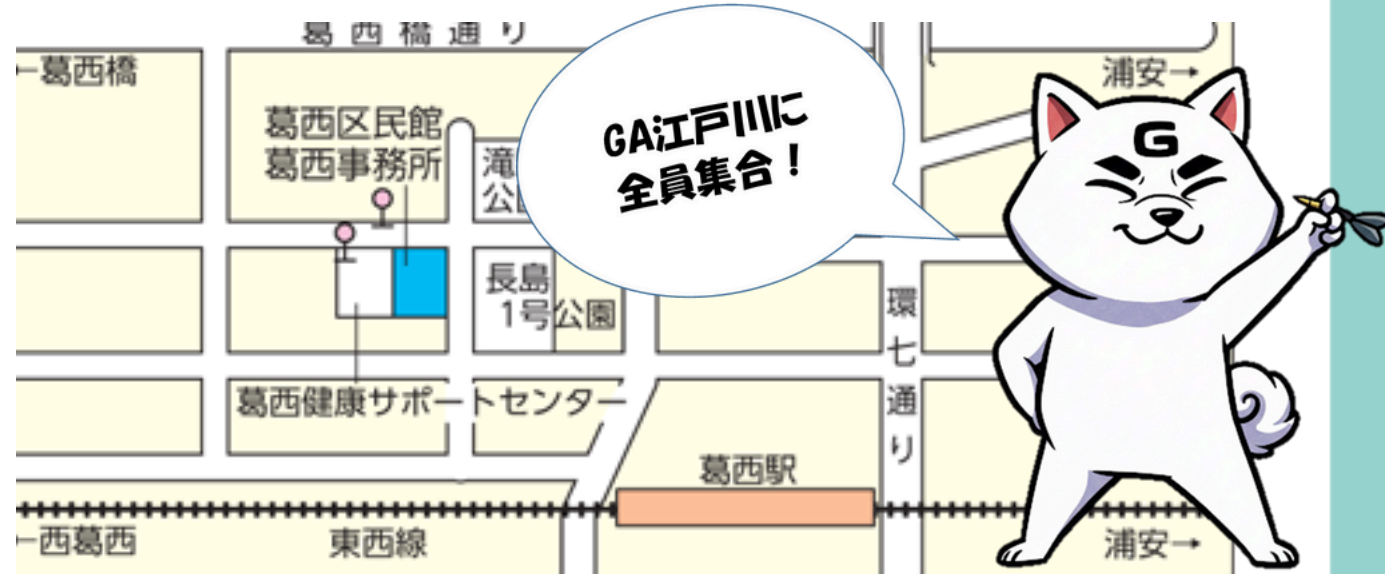 葛西橋通り
←葛西橋
浦安→
葛西区民館
葛西事務所
滝
公
GA江戸川に
全員集合！
G
長島
1号公園
環七通り
葛西健康サポートセンター
葛西駅
←西葛西
東西線
浦安→